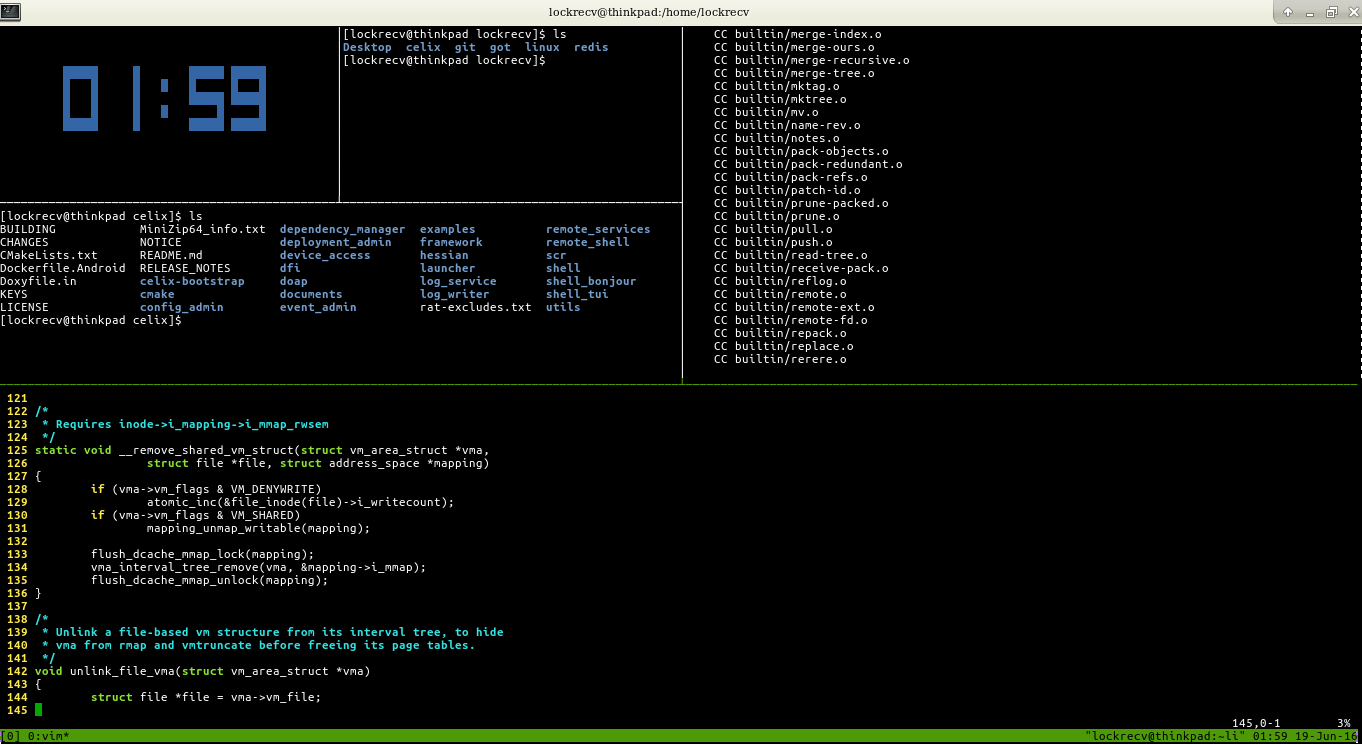 lockrecv@thinkpad:/home/lockrecv
01:59
[lockrecv@thinkpad lockrecv]$ ls
Desktop  celix  git  got  linux  redis
[lockrecv@thinkpad lockrecv]$
CC builtin/merge-index.o
CC builtin/merge-ours.o
CC builtin/merge-recursive.o
CC builtin/merge-tree.o
CC builtin/mktag.o
CC builtin/mktree.o
CC builtin/mv.o
CC builtin/name-rev.o
CC builtin/notes.o
CC builtin/pack-objects.o
CC builtin/pack-redundant.o
CC builtin/pack-refs.o
CC builtin/patch-id.o
CC builtin/prune-packed.o
CC builtin/prune.o
CC builtin/pull.o
CC builtin/push.o
CC builtin/read-tree.o
CC builtin/receive-pack.o
CC builtin/reflog.o
CC builtin/remote.o
CC builtin/remote-ext.o
CC builtin/remote-fd.o
CC builtin/repack.o
CC builtin/replace.o
CC builtin/rerere.o
[lockrecv@thinkpad celix]$ ls
BUILDING            MiniZip64_info.txt  dependency_manager  examples          remote_services
CHANGES             NOTICE              deployment_admin    framework         remote_shell
CMakeLists.txt      README.md           device_access       hessian           scr
Dockerfile.Android  RELEASE_NOTES       dfi                 launcher          shell
Doxyfile.in         celix-bootstrap     doap                log_service       shell_bonjour
KEYS                cmake               documents           log_writer        shell_tui
LICENSE             config_admin        event_admin         rat-excludes.txt  utils
[lockrecv@thinkpad celix]$
121
122 /*
123  * Requires inode->i_mapping->i_mmap_rwsem
124  */
125 static void __remove_shared_vm_struct(struct vm_area_struct *vma,
126                 struct file *file, struct address_space *mapping)
127 {
128         if (vma->vm_flags & VM_DENYWRITE)
129                 atomic_inc(&file_inode(file)->i_writecount);
130         if (vma->vm_flags & VM_SHARED)
131                 mapping_unmap_writable(mapping);
132
133         flush_dcache_mmap_lock(mapping);
134         vma_interval_tree_remove(vma, &mapping->i_mmap);
135         flush_dcache_mmap_unlock(mapping);
136 }
137
138 /*
139  * Unlink a file-based vm structure from its interval tree, to hide
140  * vma from rmap and vmtruncate before freeing its page tables.
141  */
142 void unlink_file_vma(struct vm_area_struct *vma)
143 {
144         struct file *file = vma->vm_file;
145
145,0-1        3%
[0] 0:vim*    "lockrecv@thinkpad:~li" 01:59 19-Jun-16